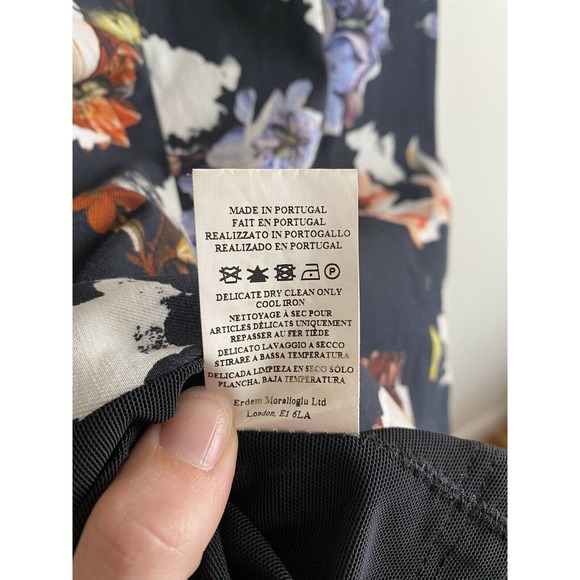 MADE IN PORTUGAL
FAIT EN PORTUGAL
REALIZZATO IN PORTOGALLO
REALIZADO EN PORTUGAL
P
DELICATE DRY CLEAN ONLY
COOL IRON
NETTOYAGE À SEC POUR
ARTICLES DÉLICATS UNIQUEMENT
REPASSER AU FER TIÈDE
DELICATO LAVAGGIO A SECCO
STIRARE A BASSA TEMPERATURA
DELICADA LIMPIEZA EN SECO SÓLO
PLANCHA, BAJA TEMPERATURA
Erdem Moralioglu Ltd
London, E1 6LA